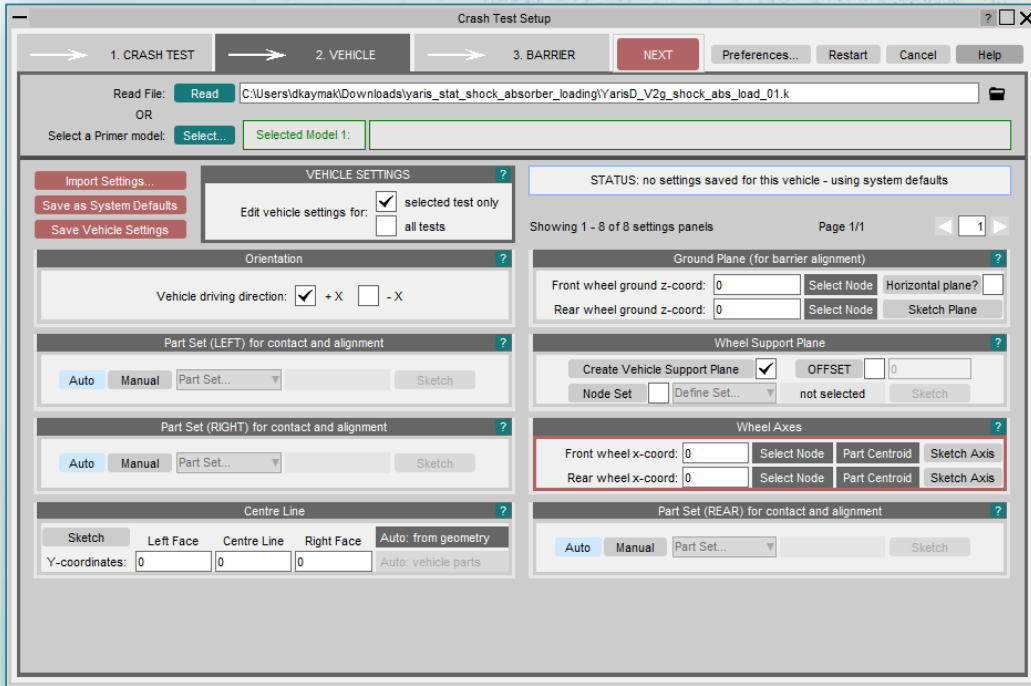 Crash Test Setup ?
1. CRASH TEST 2. VEHICLE 3. BARRIER NEXT Preferences... Restart Cancel Help
Read File: Read C:\Users\dkaymak\Downloads\yaris_stat_shock_absorber_loading\YarisD_V2g_shock_abs_load_01.k
OR
Select a Primer model: Select... Selected Model 1:
Import Settings...
Save as System Defaults
Save Vehicle Settings
VEHICLE SETTINGS ?
Edit vehicle settings for: selected test only
all tests
STATUS: no settings saved for this vehicle - using system defaults
Showing 1 - 8 of 8 settings panels Page 1/1 1
Orientation ?
Vehicle driving direction: + X - X
Ground Plane (for barrier alignment) ?
Front wheel ground z-coord: 0 Select Node Horizontal plane?
Rear wheel ground z-coord: 0 Select Node Sketch Plane
Part Set (LEFT) for contact and alignment ?
Auto Manual Part Set... Sketch
Wheel Support Plane ?
Create Vehicle Support Plane OFFSET 0
Node Set Define Set... not selected Sketch
Part Set (RIGHT) for contact and alignment ?
Auto Manual Part Set... Sketch
Wheel Axes ?
Front wheel x-coord: 0 Select Node Part Centroid Sketch Axis
Rear wheel x-coord: 0 Select Node Part Centroid Sketch Axis
Centre Line ?
Sketch Left Face Centre Line Right Face Auto: from geometry
Y-coordinates: 0 0 0 Auto: vehicle parts
Part Set (REAR) for contact and alignment ?
Auto Manual Part Set... Sketch